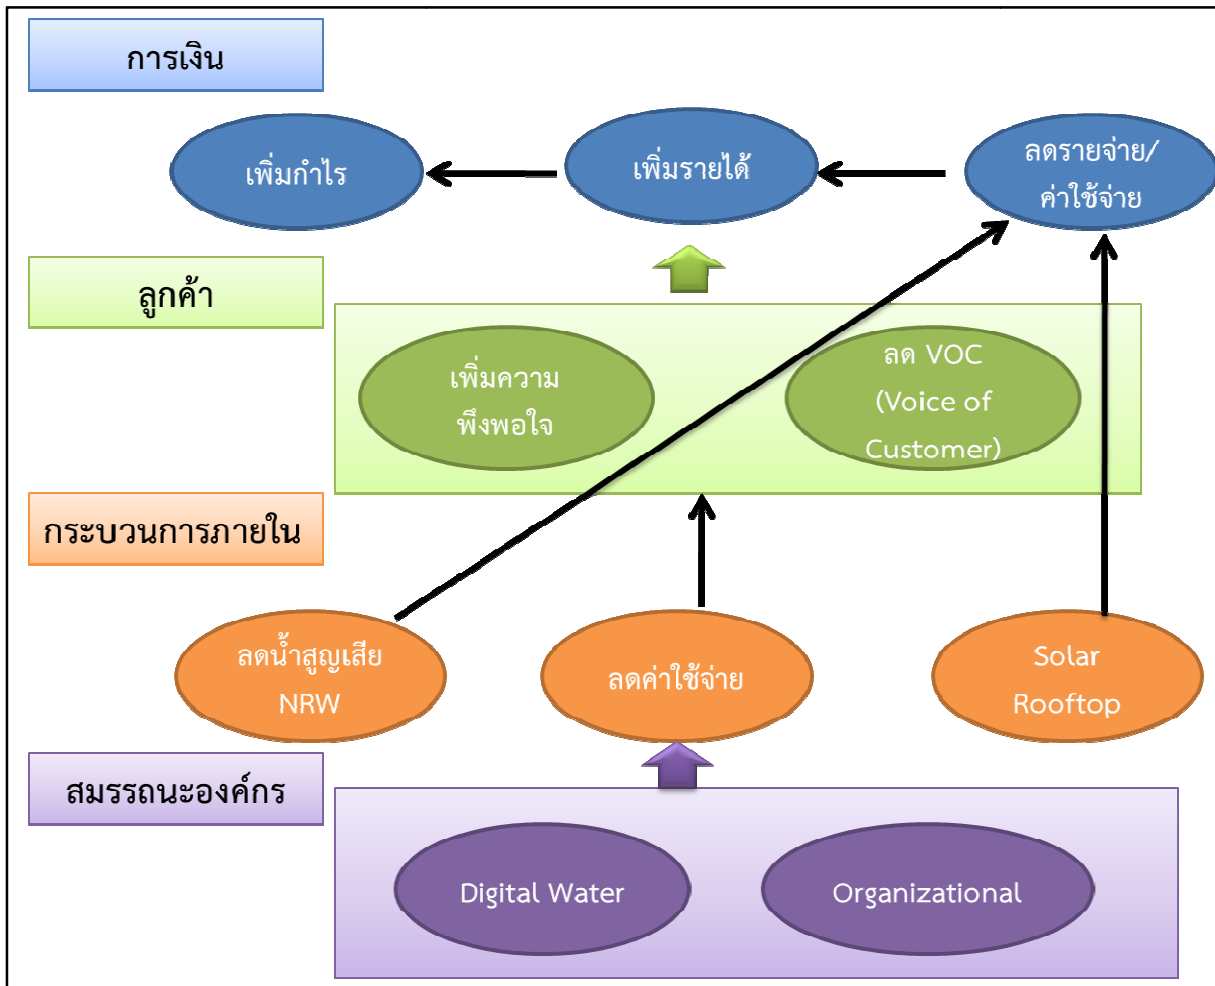 การเงิน
เพิ่มกำไร
เพิ่มรายได้
ลดรายจ่าย/
ค่าใช้จ่าย
ลูกค้า
เพิ่มความ
พึงพอใจ
ลด VOC
(Voice of
Customer)
กระบวนการภายใน
ลดน้ำสูญเสีย
NRW
ลดค่าใช้จ่าย
Solar
Rooftop
สมรรถนะองค์กร
Digital Water
Organizational